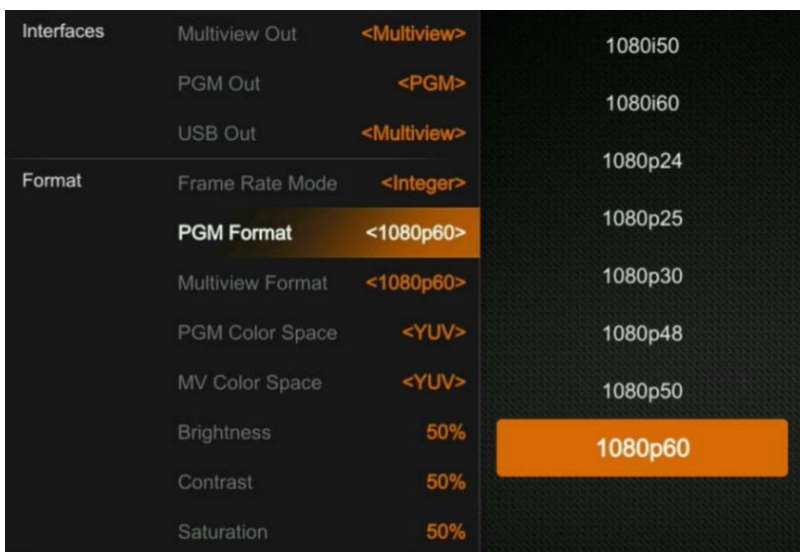 Interfaces Multiview Out <Multiview>
PGM Out <PGM>
USB Out <Multiview>
Format Frame Rate Mode <Integer>
PGM Format <1080p60>
Multiview Format <1080p60>
PGM Color Space <YUV>
MV Color Space <YUV>
Brightness 50%
Contrast 50%
Saturation 50%
1080i50
1080i60
1080p24
1080p25
1080p30
1080p48
1080p50
1080p60